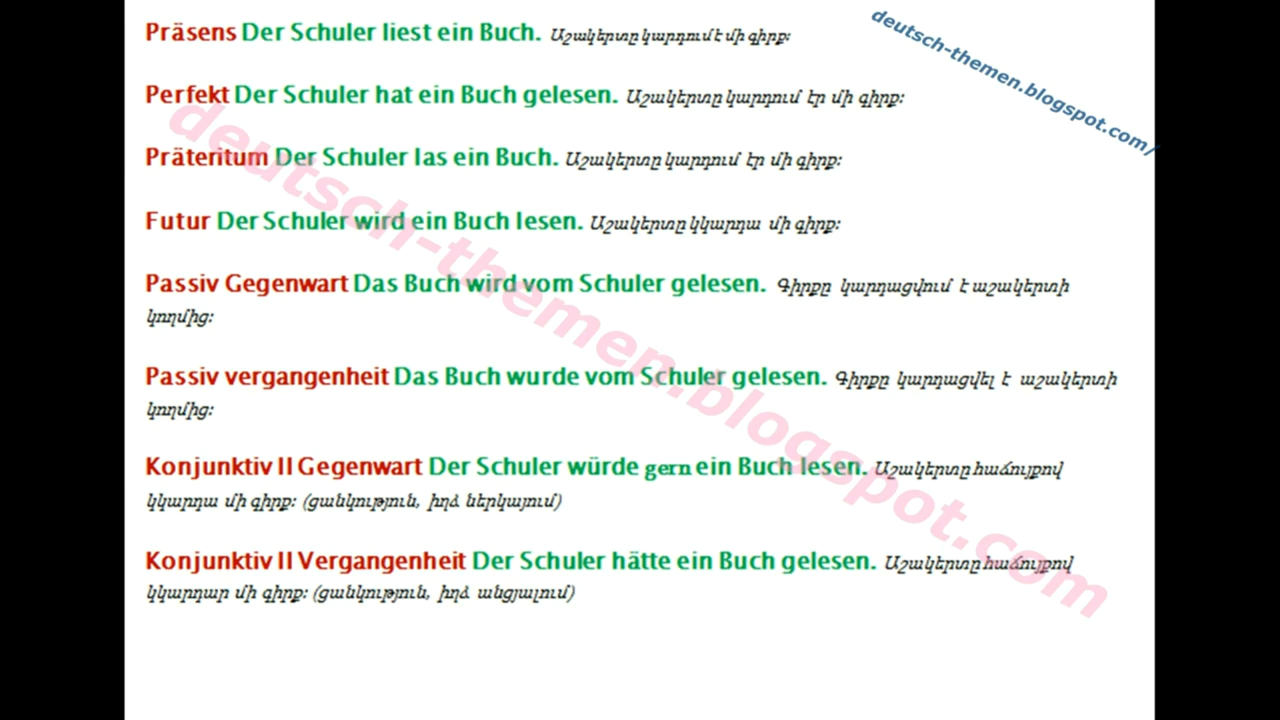 Präsens Der Schuler liest ein Buch. Աշակերտը կարդում է մի գիրք:
Perfekt Der Schuler hat ein Buch gelesen. Աշակերտը կարդում էր մի գիրք:
Präteritum Der Schuler las ein Buch. Աշակերտը կարդում էր մի գիրք:
Futur Der Schuler wird ein Buch lesen. Աշակերտը կկարդա մի գիրք:
Passiv Gegenwart Das Buch wird vom Schuler gelesen. Գիրքը կարդացվում է աշակերտի
կողմից:
Passiv vergangenheit Das Buch wurde vom Schuler gelesen. Գիրքը կարդացվել է աշակերտի
կողմից:
Konjunktiv II Gegenwart Der Schuler würde gern ein Buch lesen. Աշակերտը հաճույքով
կկարդա մի գիրք: (ցանկություն, իղձ ներկայում)
Konjunktiv II Vergangenheit Der Schuler hätte ein Buch gelesen. Աշակերտը հաճույքով
կկարդար մի գիրք: (ցանկություն, իղձ անցյալում)
deutsch-themen.blogspot.com/
deutsch-themen.blogspot.com